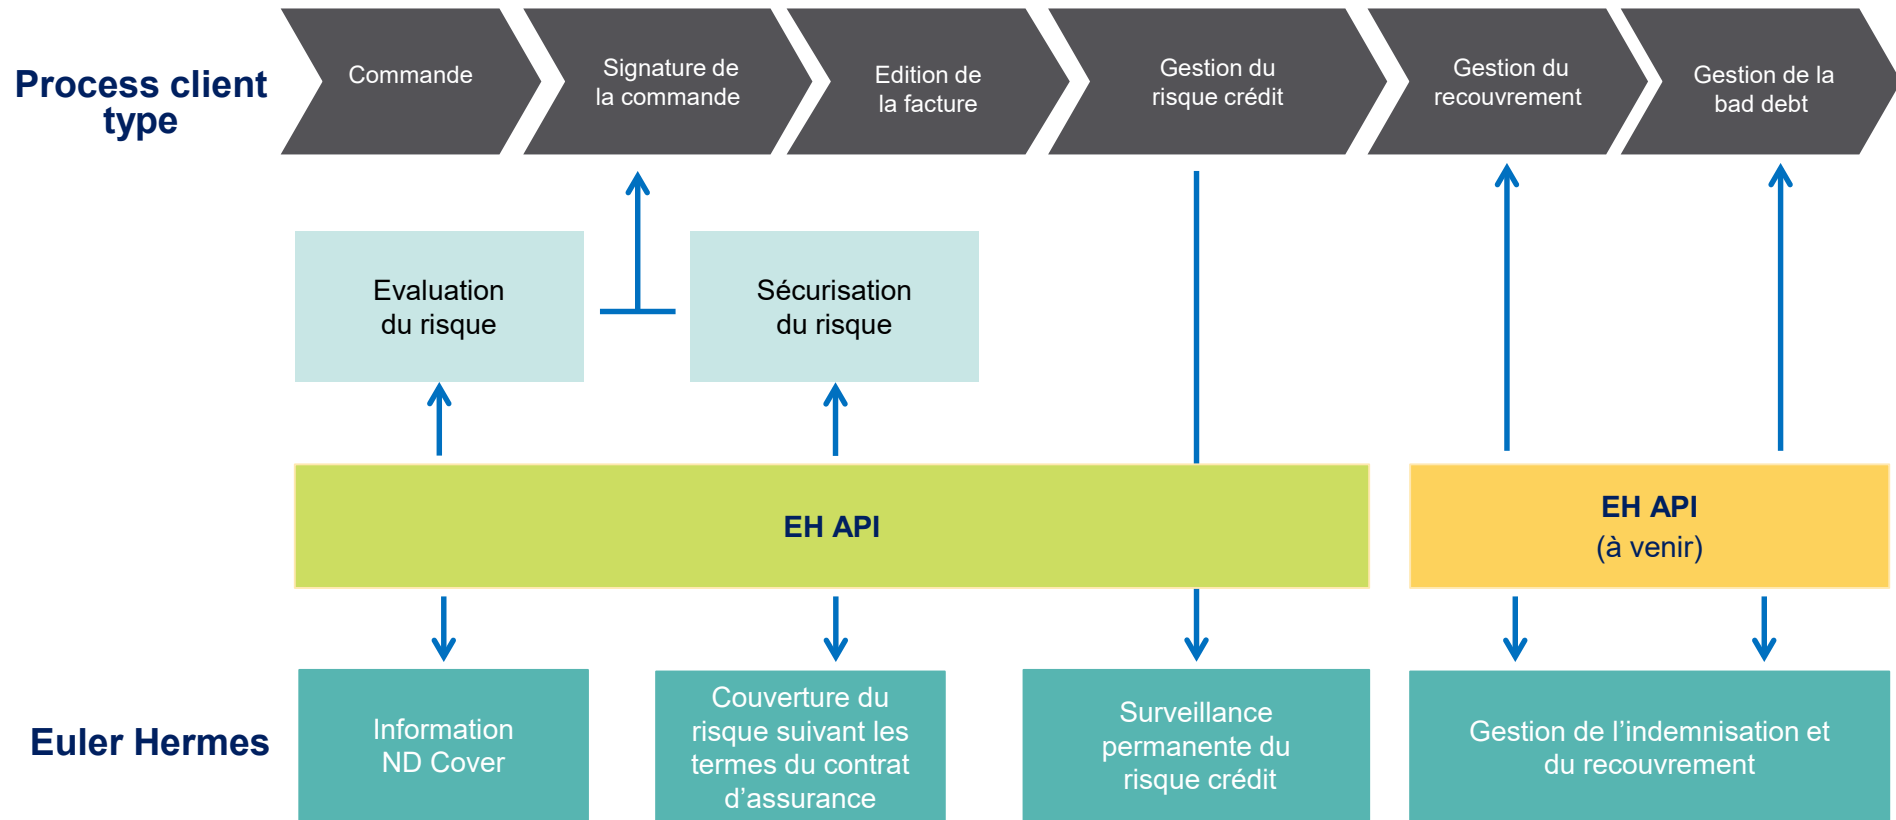 Process client
type
Commande
Signature de
la commande
Edition de
la facture
Gestion du
risque crédit
Gestion du
recouvrement
Gestion de la
bad debt
Evaluation
du risque
Sécurisation
du risque
EH API
EH API
(à venir)
Euler Hermes
Information
ND Cover
Couverture du
risque suivant les
termes du contrat
d’assurance
Surveillance
permanente du
risque crédit
Gestion de l’indemnisation et
du recouvrement